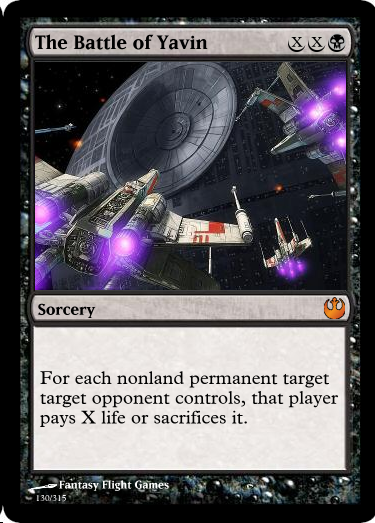 The Battle of Yavin X X
Sorcery
For each nonland permanent target
target opponent controls, that player
pays X life or sacrifices it.
Fantasy Flight Games
130/315